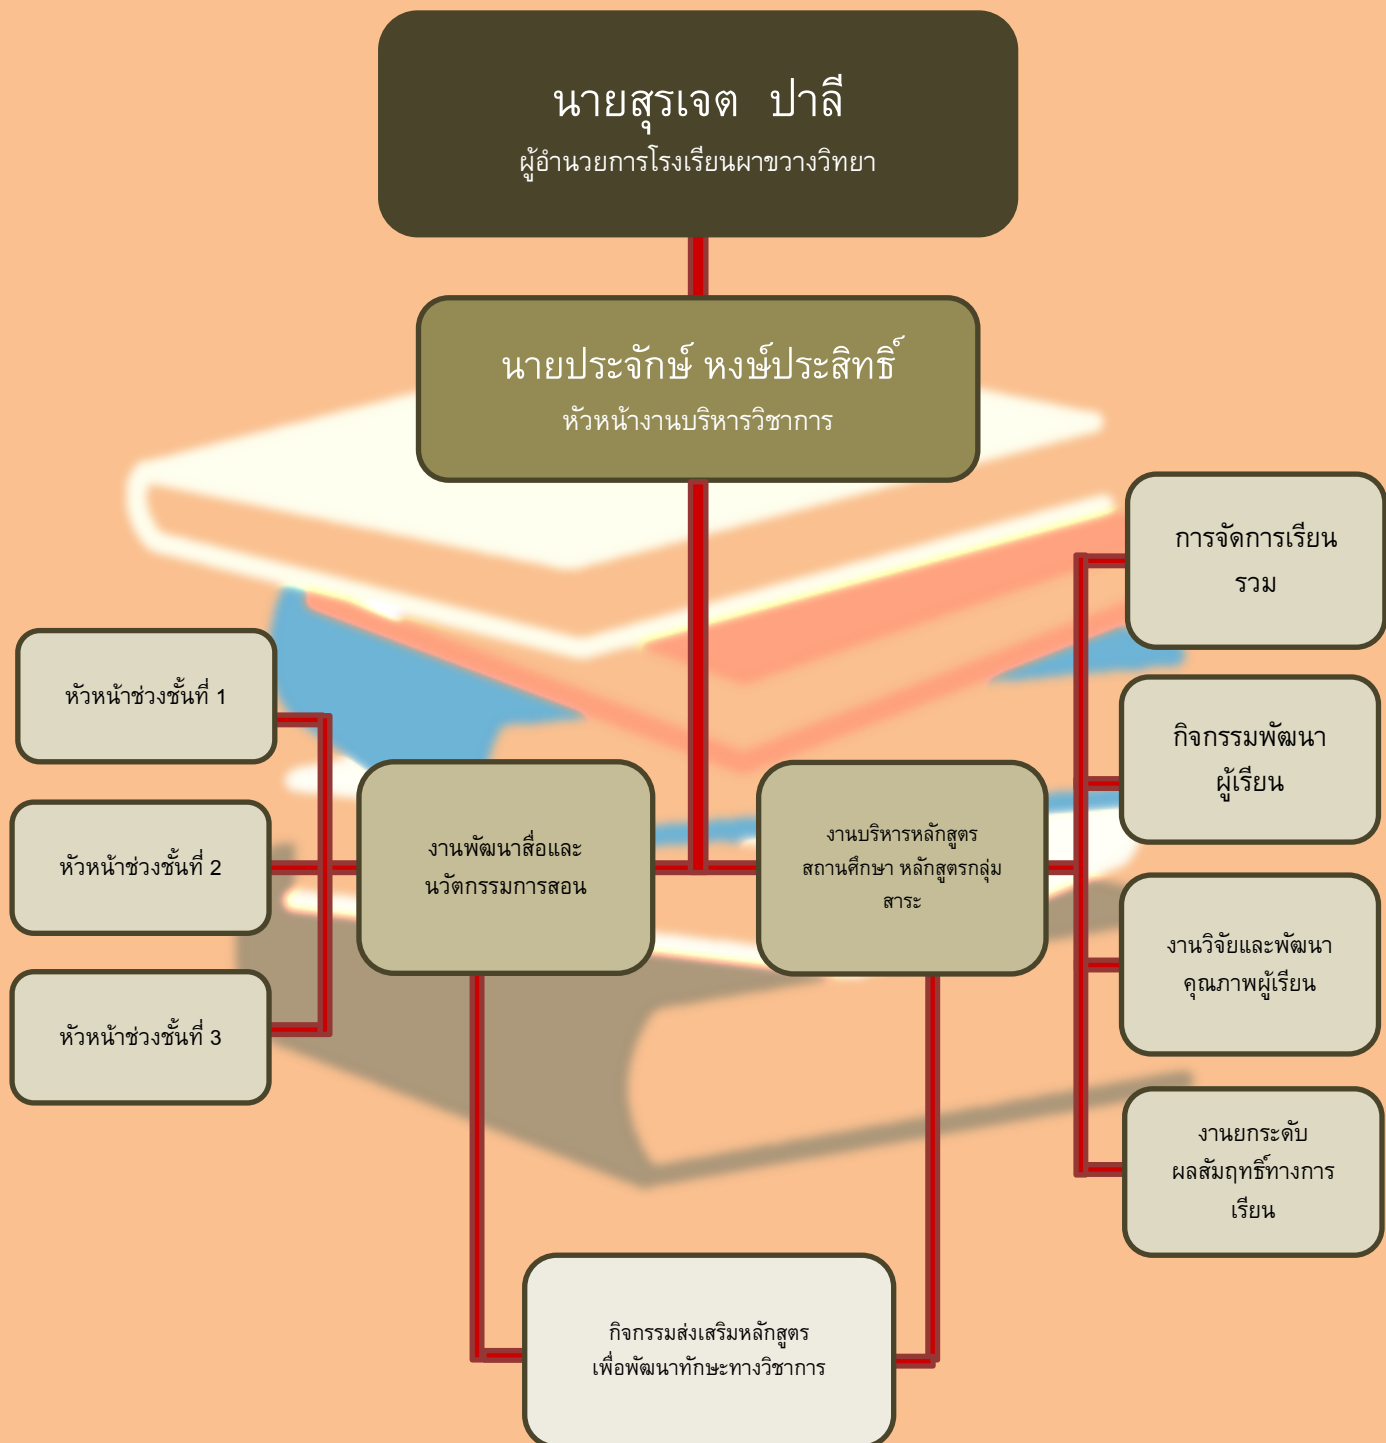 นายสุรเจต ปาลี
ผู้อำนวยการโรงเรียนผาขวางวิทยา
นายประจักษ์ หงษ์ประสิทธิ์
หัวหน้างานบริหารวิชาการ
การจัดการเรียน
รวม
หัวหน้าช่วงชั้นที่ 1
กิจกรรมพัฒนา
ผู้เรียน
หัวหน้าช่วงชั้นที่ 2
งานพัฒนาสื่อและ
นวัตกรรมการสอน
งานบริหารหลักสูตร
สถานศึกษา หลักสูตรกลุ่ม
สาระ
งานวิจัยและพัฒนา
คุณภาพผู้เรียน
หัวหน้าช่วงชั้นที่ 3
งานยกระดับ
ผลสัมฤทธิ์ทางการ
เรียน
กิจกรรมส่งเสริมหลักสูตร
เพื่อพัฒนาทักษะทางวิชาการ